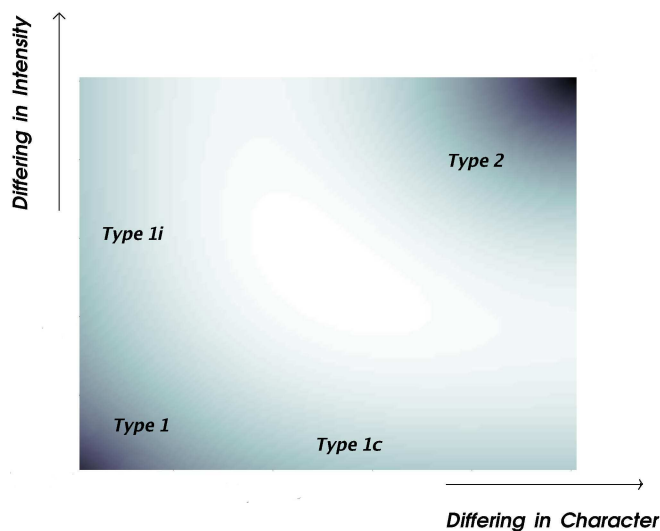 Differing in Intensity
Type 2
Type 1i
Type 1
Type 1c
Differing in Character